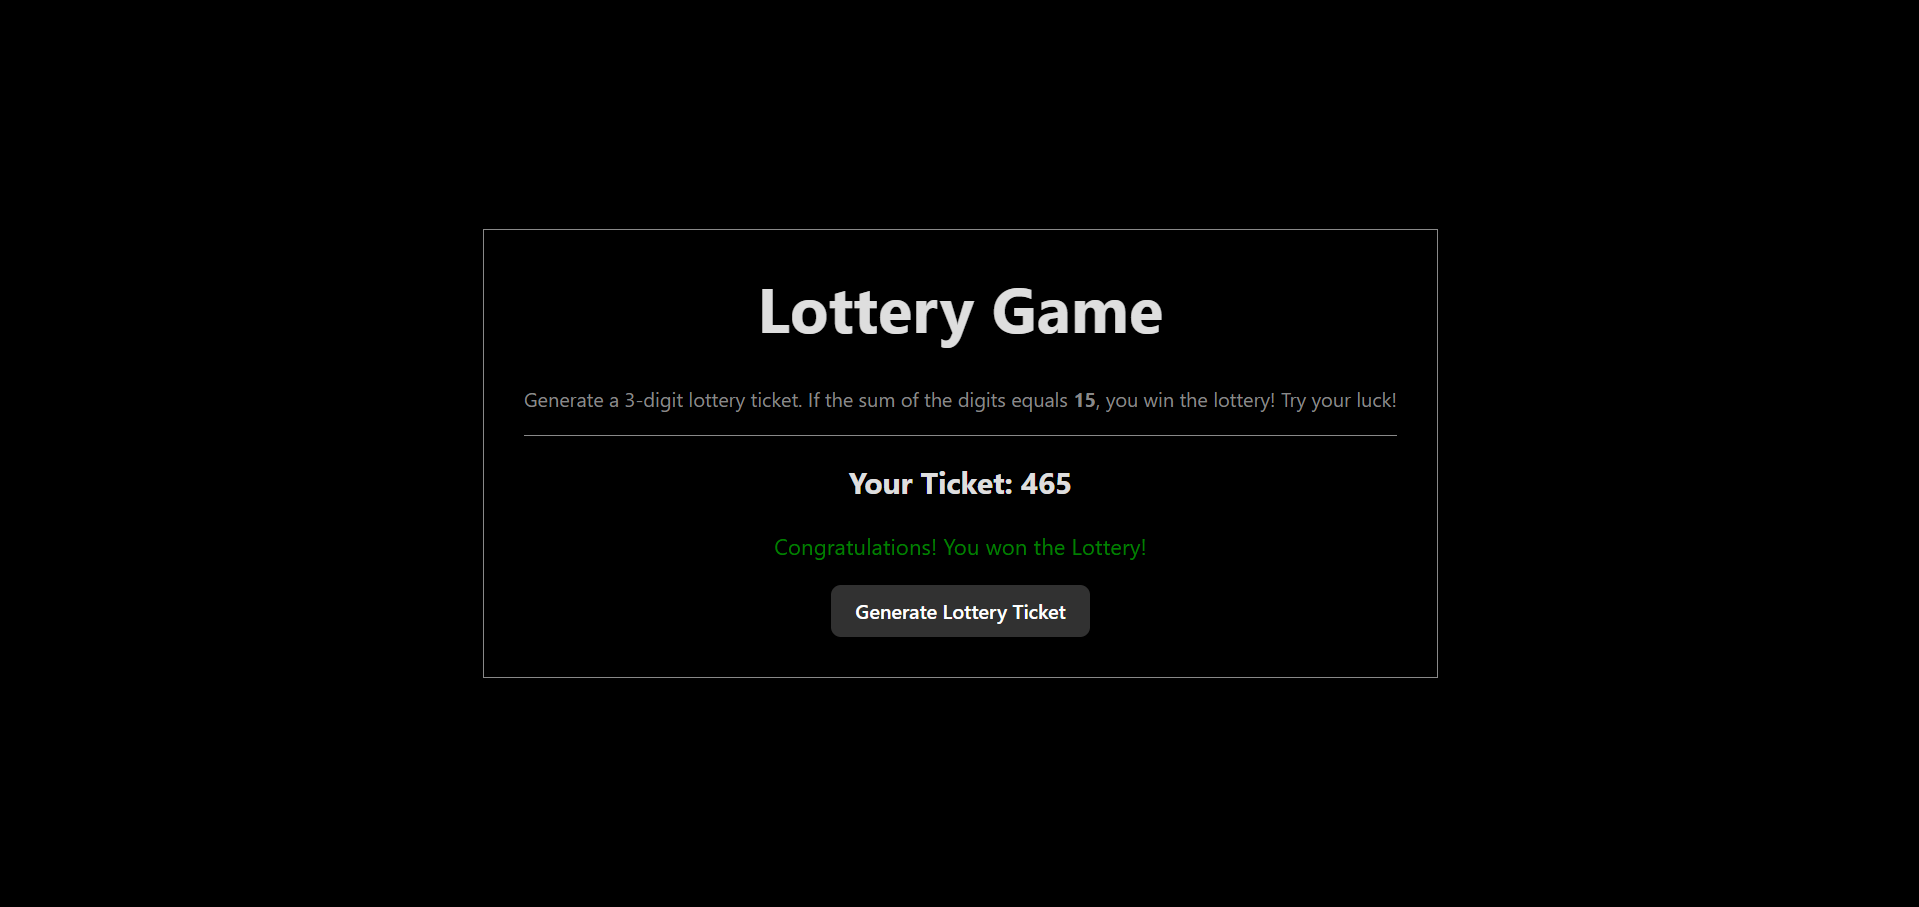 Lottery Game
Generate a 3-digit lottery ticket. If the sum of the digits equals 15, you win the lottery! Try your luck!
Your Ticket: 465
Congratulations! You won the Lottery!
Generate Lottery Ticket